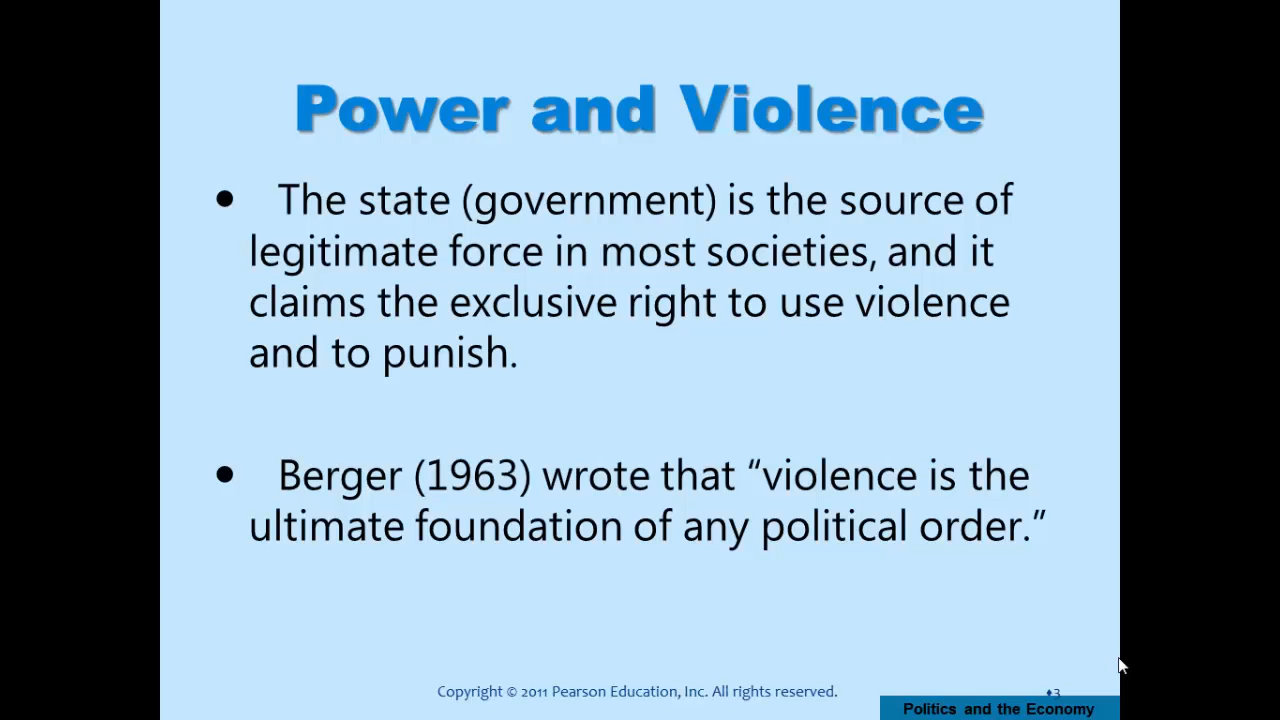 Power and Violence
• The state (government) is the source of
legitimate force in most societies, and it
claims the exclusive right to use violence
and to punish.
• Berger (1963) wrote that “violence is the
ultimate foundation of any political order.”
Copyright © 2011 Pearson Education, Inc. All rights reserved.
♦3
Politics and the Economy